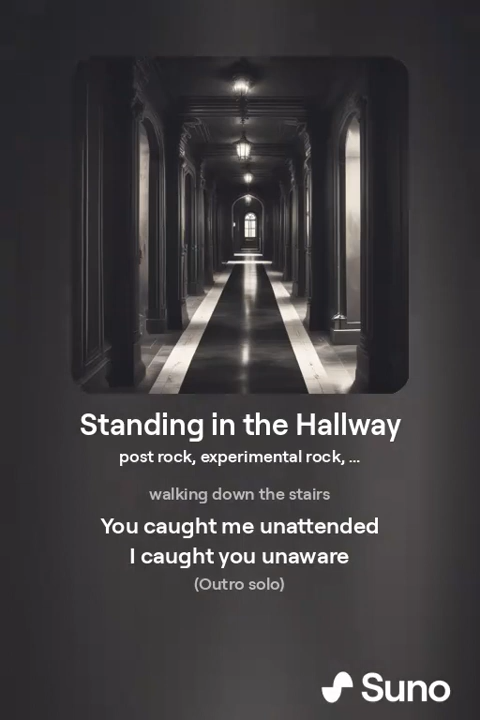 Standing in the Hallway
post rock, experimental rock, ...
walking down the stairs
You caught me unattended
I caught you unaware
(Outro solo)
Suno